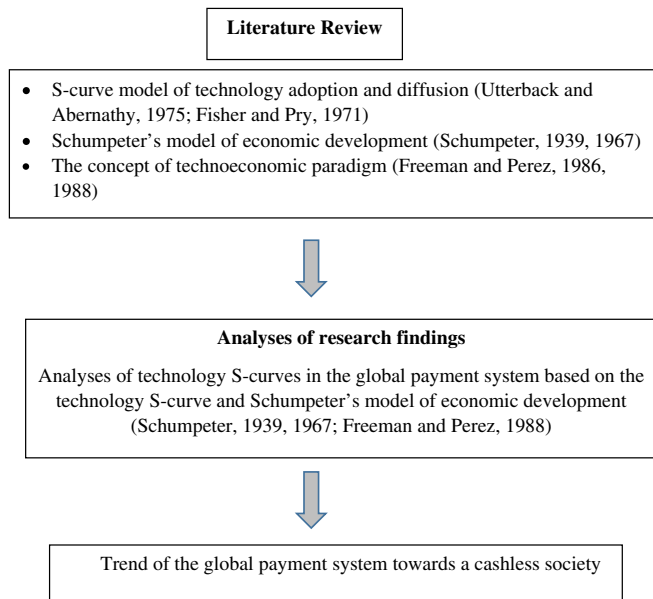 Literature Review
• S-curve model of technology adoption and diffusion (Utterback and
Abernathy, 1975; Fisher and Pry, 1971)
• Schumpeter’s model of economic development (Schumpeter, 1939, 1967)
• The concept of technoeconomic paradigm (Freeman and Perez, 1986,
1988)
Analyses of research findings
Analyses of technology S-curves in the global payment system based on the
technology S-curve and Schumpeter’s model of economic development
(Schumpeter, 1939, 1967; Freeman and Perez, 1988)
Trend of the global payment system towards a cashless society